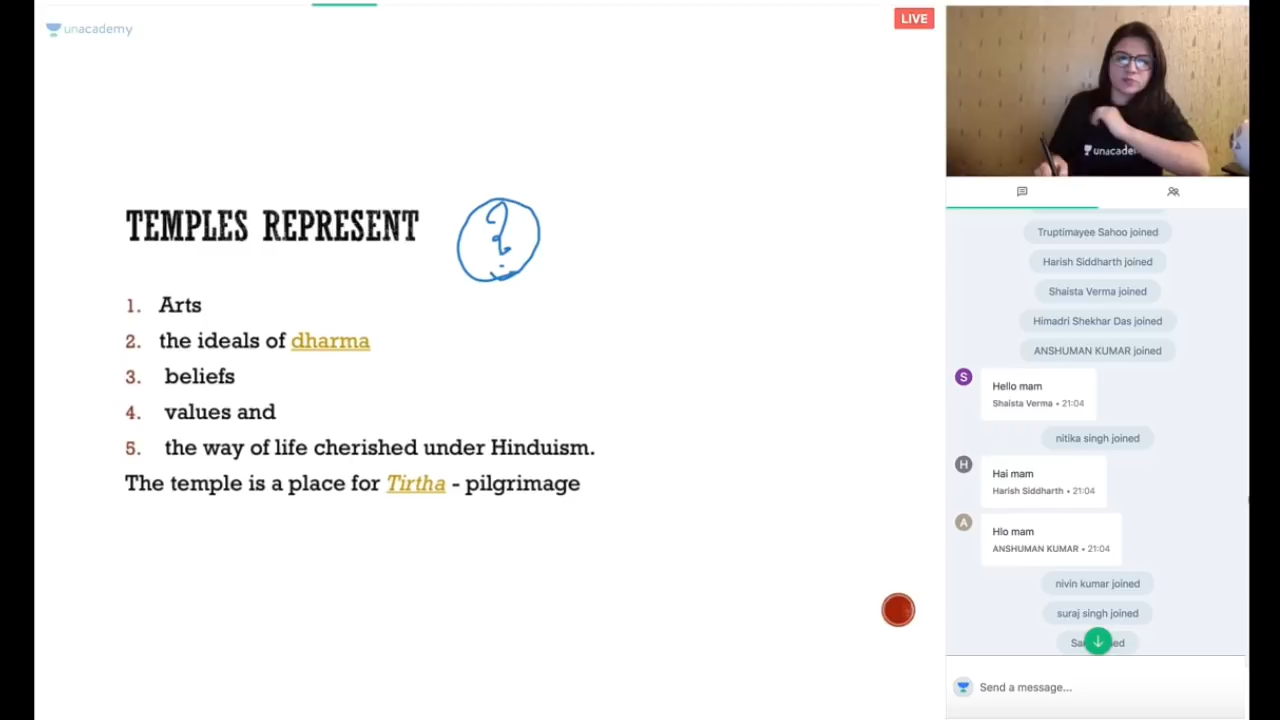 unacademy
LIVE
TEMPLES REPRESENT ?
1. Arts
2. the ideals of dharma
3. beliefs
4. values and
5. the way of life cherished under Hinduism.
The temple is a place for Tirtha - pilgrimage
unacade
Truptimayee Sahoo joined
Harish Siddharth joined
Shaista Verma joined
Himadri Shekhar Das joined
ANSHUMAN KUMAR joined
S
Hello mam
Shaista Verma • 21:04
nitika singh joined
H
Hai mam
Harish Siddharth • 21:04
A
Hlo mam
ANSHUMAN KUMAR • 21:04
nivin kumar joined
suraj singh joined
Send a message...